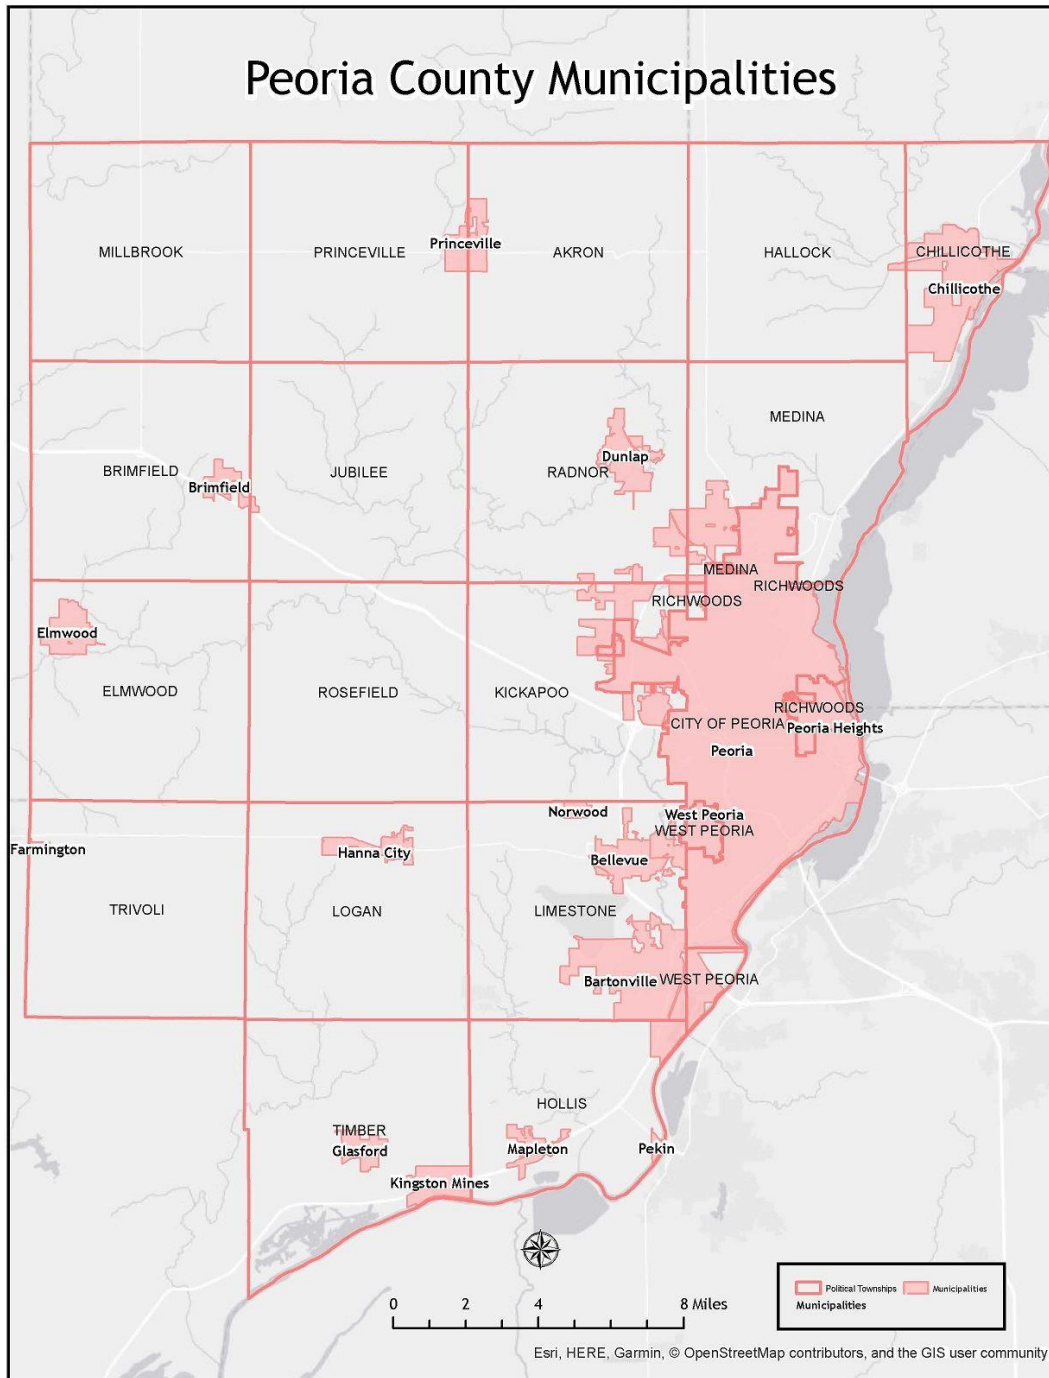 Peoria County Municipalities
MILLBROOK
PRINCEVILLE
Princeville
AKRON
HALLOCK
CHILLICOTHE
Chillicothe
MEDINA
BRIMFIELD
Brimfield
JUBILEE
RADNOR
Dunlap
MEDINA
RICHWOODS
RICHWOODS
Elmwood
ELMWOOD
ROSEFIELD
KICKAPOO
RICHWOODS
CITY OF PEORIA
Peoria Heights
Peoria
Norwood
West Peoria
WEST PEORIA
Farmington
Hanna City
Bellevue
TRIVOLI
LOGAN
LIMESTONE
Bartonville
WEST PEORIA
HOLLIS
TIMBER
Glasford
Mapleton
Pekin
Kingston Mines
0 2 4 8 Miles
Political Townships
Municipalities
Municipalities
Esri, HERE, Garmin, © OpenStreetMap contributors, and the GIS user community